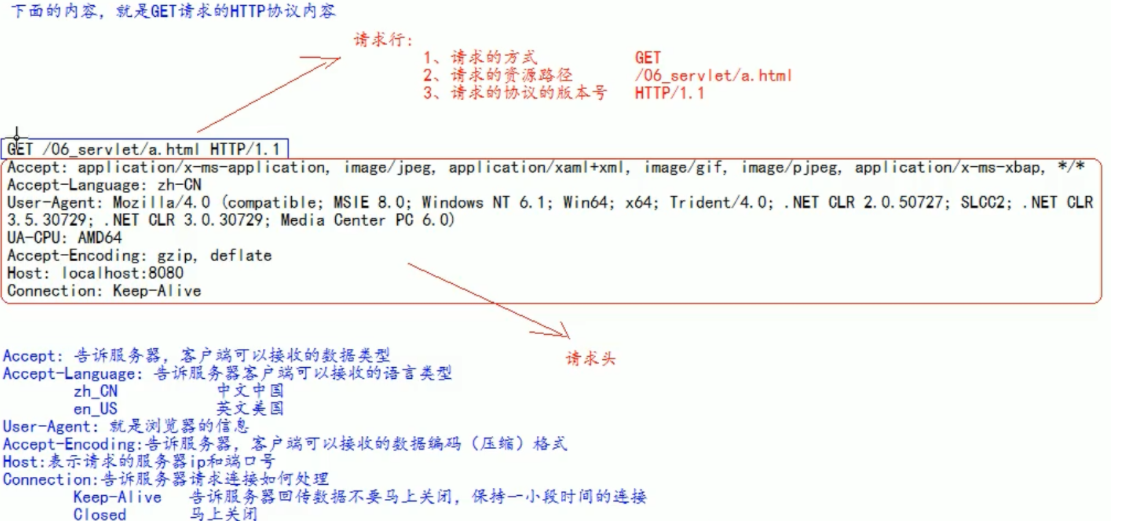 下面的内容，就是GET请求的HTTP协议内容
请求行:
1、请求的方式 GET
2、请求的资源路径 /06_servlet/a.html
3、请求的协议的版本号 HTTP/1.1
GET /06_servlet/a.html HTTP/1.1
Accept: application/x-ms-application, image/jpeg, application/xaml+xml, image/gif, image/pjpeg, application/x-ms-xbap, */*
Accept-Language: zh-CN
User-Agent: Mozilla/4.0 (compatible; MSIE 8.0; Windows NT 6.1; Win64; x64; Trident/4.0; .NET CLR 2.0.50727; SLCC2; .NET CLR
3.5.30729; .NET CLR 3.0.30729; Media Center PC 6.0)
UA-CPU: AMD64
Accept-Encoding: gzip, deflate
Host: localhost:8080
Connection: Keep-Alive
请求头
Accept: 告诉服务器，客户端可以接收的数据类型
Accept-Language: 告诉服务器客户端可以接收的语言类型
zh_CN 中文中国
en_US 英文美国
User-Agent: 就是浏览器的信息
Accept-Encoding:告诉服务器，客户端可以接收的数据编码（压缩）格式
Host:表示请求的服务器ip和端口号
Connection:告诉服务器请求连接如何处理
Keep-Alive 告诉服务器回传数据不要马上关闭，保持一小段时间的连接
Closed 马上关闭